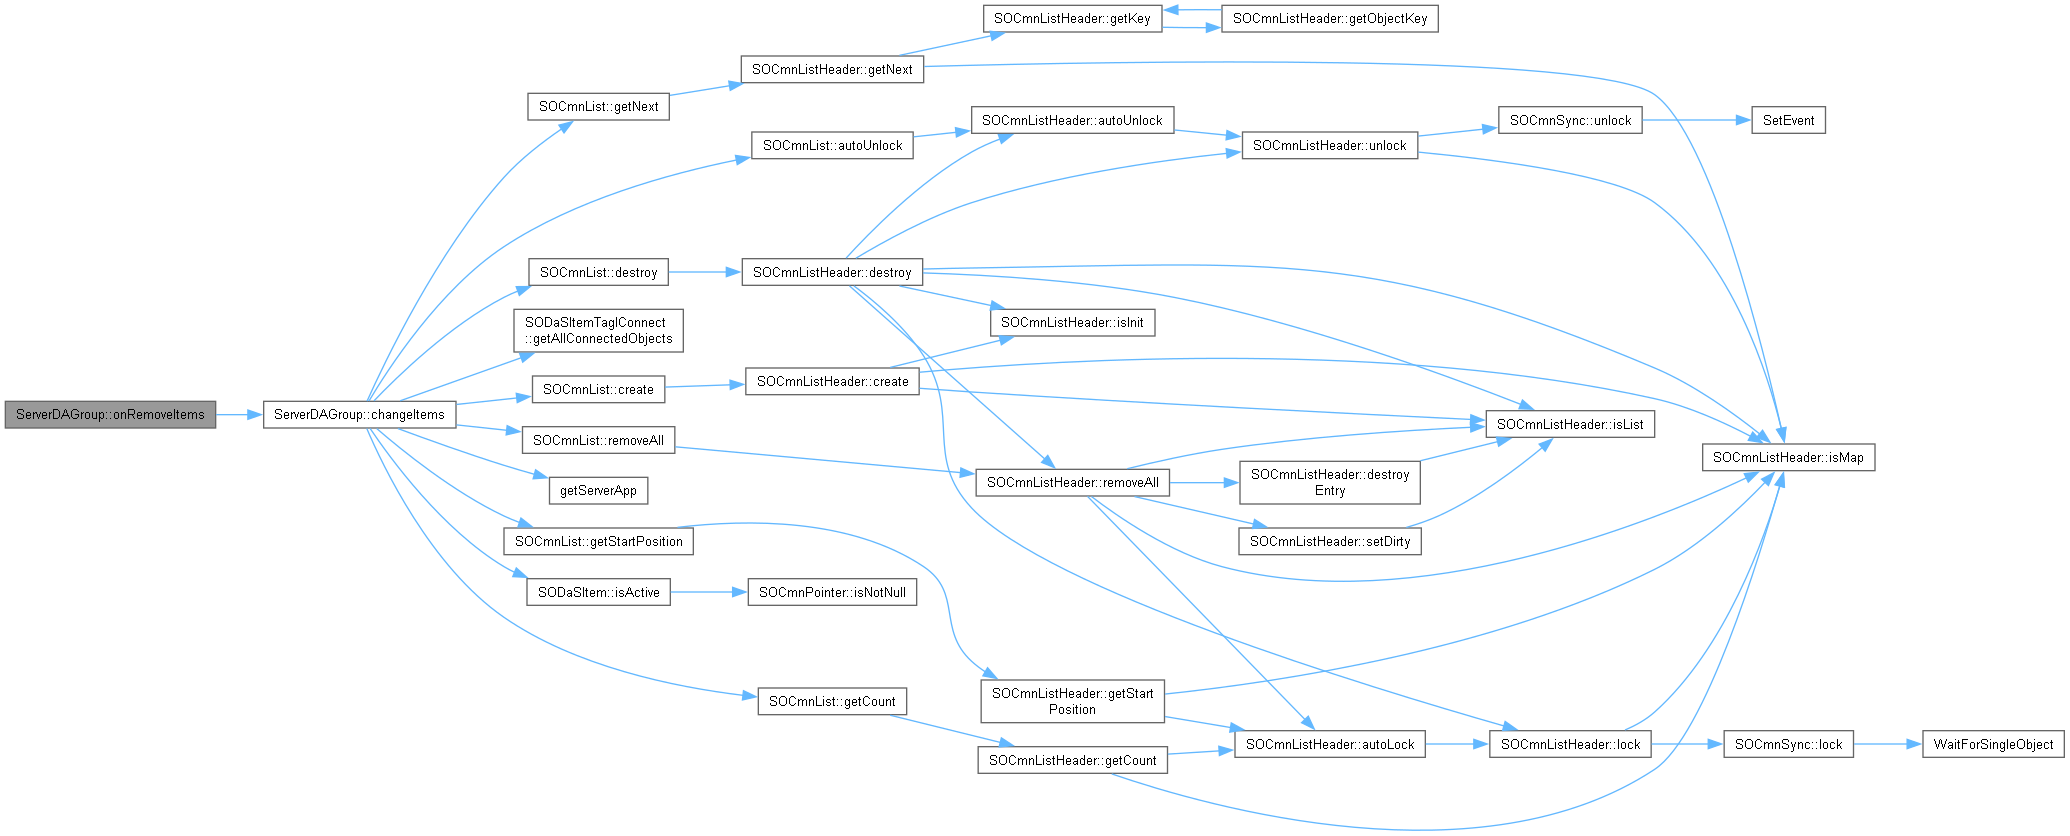 SOCmnListHeader::getKey
SOCmnListHeader::getObjectKey
SOCmnListHeader::getNext
SOCmnList::getNext
SOCmnListHeader::autoUnlock
SOCmnSync::unlock
SetEvent
SOCmnList::autoUnlock
SOCmnListHeader::unlock
SOCmnList::destroy
SOCmnListHeader::destroy
SOCmnListHeader::isInit
SODaSItemTagIConnect
::getAllConnectedObjects
SOCmnList::create
SOCmnListHeader::create
ServerDAGroup::onRemoveItems
ServerDAGroup::changeItems
SOCmnListHeader::isList
SOCmnList::removeAll
SOCmnListHeader::isMap
SOCmnListHeader::removeAll
SOCmnListHeader::destroy
Entry
getServerApp
SOCmnList::getStartPosition
SOCmnListHeader::setDirty
SODaSItem::isActive
SOCmnPointer::isNotNull
SOCmnList::getCount
SOCmnListHeader::getStart
Position
SOCmnListHeader::autoLock
SOCmnListHeader::lock
SOCmnSync::lock
WaitForSingleObject
SOCmnListHeader::getCount